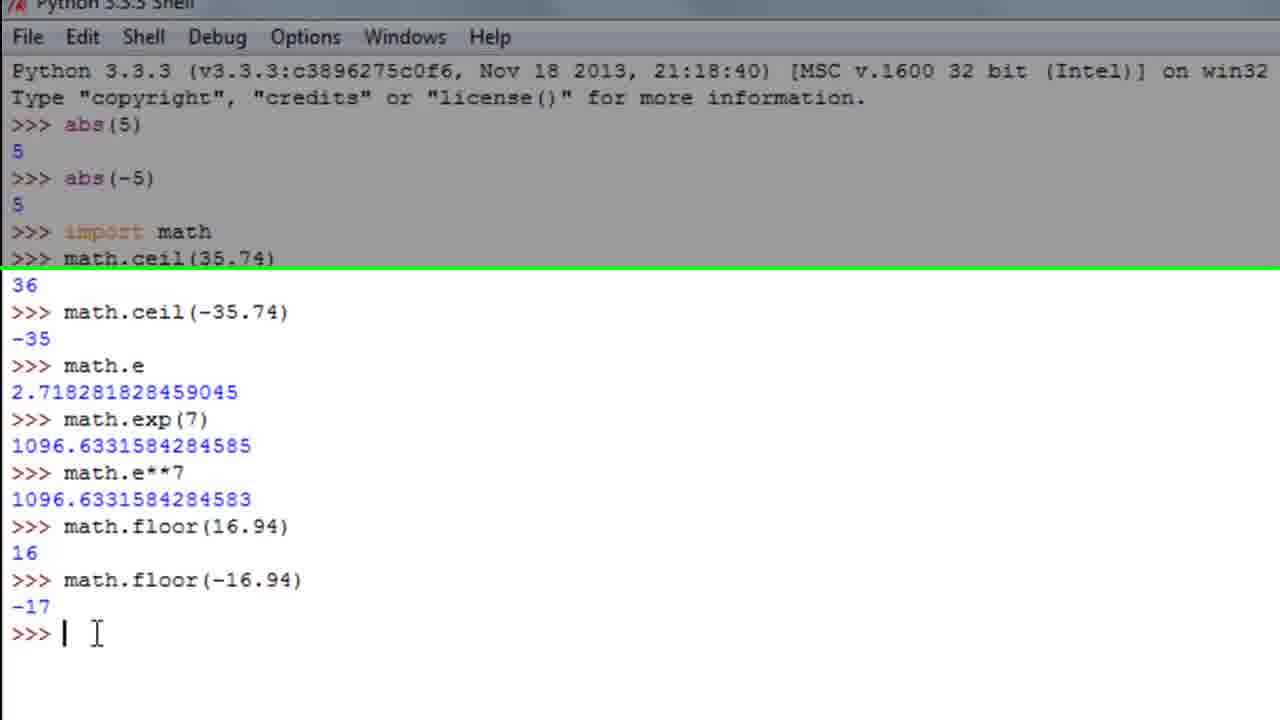 Python 3.3.3 Shell
File Edit Shell Debug Options Windows Help
Python 3.3.3 (v3.3.3:c3896275c0f6, Nov 18 2013, 21:18:40) [MSC v.1600 32 bit (Intel)] on win32
Type "copyright", "credits" or "license()" for more information.
>>> abs(5)
5
>>> abs(-5)
5
>>> import math
>>> math.ceil(35.74)
36
>>> math.ceil(-35.74)
-35
>>> math.e
2.718281828459045
>>> math.exp(7)
1096.6331584284585
>>> math.e**7
1096.6331584284583
>>> math.floor(16.94)
16
>>> math.floor(-16.94)
-17
>>>